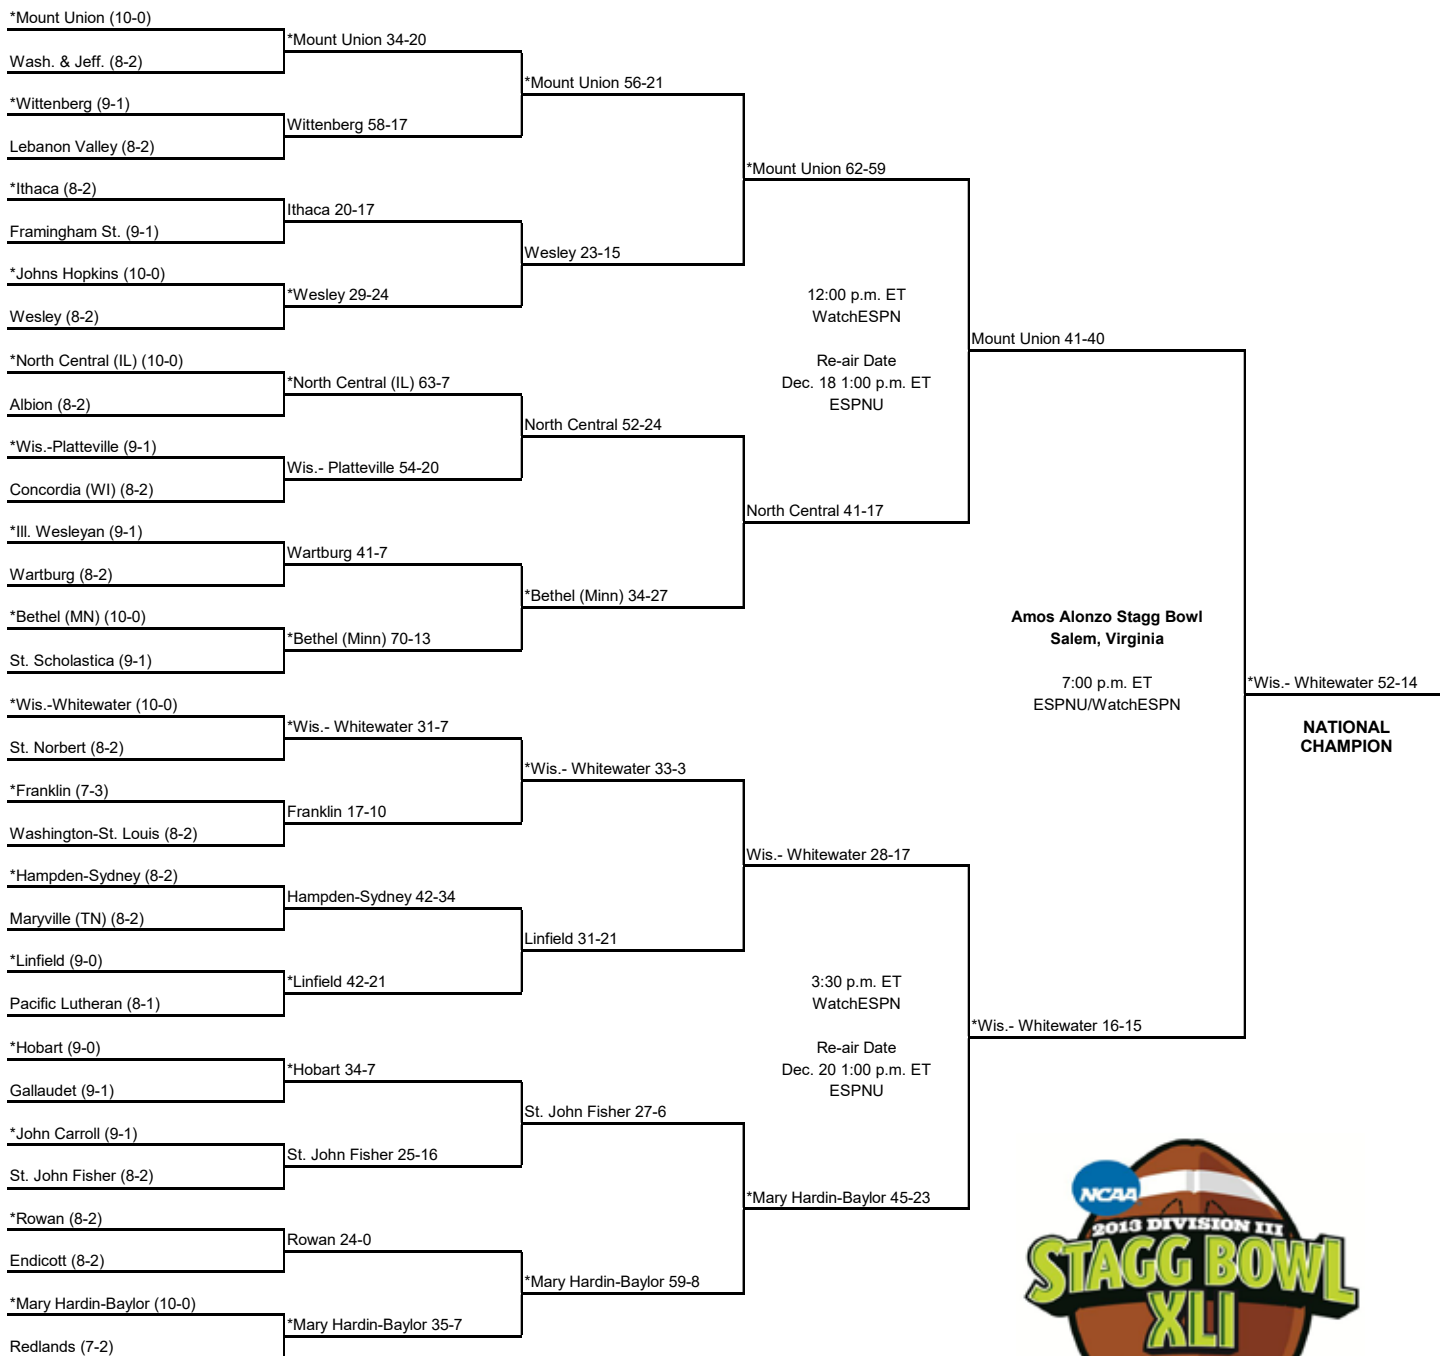 *Mount Union (10-0)
Wash. & Jeff. (8-2)
*Wittenberg (9-1)
Lebanon Valley (8-2)
*Ithaca (8-2)
Framingham St. (9-1)
*Johns Hopkins (10-0)
Wesley (8-2)
*North Central (IL) (10-0)
Albion (8-2)
*Wis.-Platteville (9-1)
Concordia (WI) (8-2)
*Ill. Wesleyan (9-1)
Wartburg (8-2)
*Bethel (MN) (10-0)
St. Scholastica (9-1)
*Wis.-Whitewater (10-0)
St. Norbert (8-2)
*Franklin (7-3)
Washington-St. Louis (8-2)
*Hampden-Sydney (8-2)
Maryville (TN) (8-2)
*Linfield (9-0)
Pacific Lutheran (8-1)
*Hobart (9-0)
Gallaudet (9-1)
*John Carroll (9-1)
St. John Fisher (8-2)
*Rowan (8-2)
Endicott (8-2)
*Mary Hardin-Baylor (10-0)
Redlands (7-2)
*Mount Union 34-20
Wittenberg 58-17
Ithaca 20-17
*Wesley 29-24
*North Central (IL) 63-7
Wis.- Platteville 54-20
Wartburg 41-7
*Bethel (Minn) 70-13
*Wis.- Whitewater 31-7
Franklin 17-10
Hampden-Sydney 42-34
*Linfield 42-21
*Hobart 34-7
St. John Fisher 25-16
Rowan 24-0
*Mary Hardin-Baylor 35-7
*Mount Union 56-21
Wesley 23-15
North Central 52-24
*Bethel (Minn) 34-27
*Wis.- Whitewater 33-3
Linfield 31-21
St. John Fisher 27-6
*Mary Hardin-Baylor 59-8
*Mount Union 62-59
12:00 p.m. ET
WatchESPN
Re-air Date
Dec. 18 1:00 p.m. ET
ESPNU
North Central 41-17
Wis.- Whitewater 28-17
3:30 p.m. ET
WatchESPN
Re-air Date
Dec. 20 1:00 p.m. ET
ESPNU
*Mary Hardin-Baylor 45-23
Mount Union 41-40
Amos Alonzo Stagg Bowl
Salem, Virginia
7:00 p.m. ET
ESPNU/WatchESPN
*Wis.- Whitewater 16-15
*Wis.- Whitewater 52-14
NATIONAL
CHAMPION
NCAA
2013 DIVISION III
STAGG BOWL
XLI